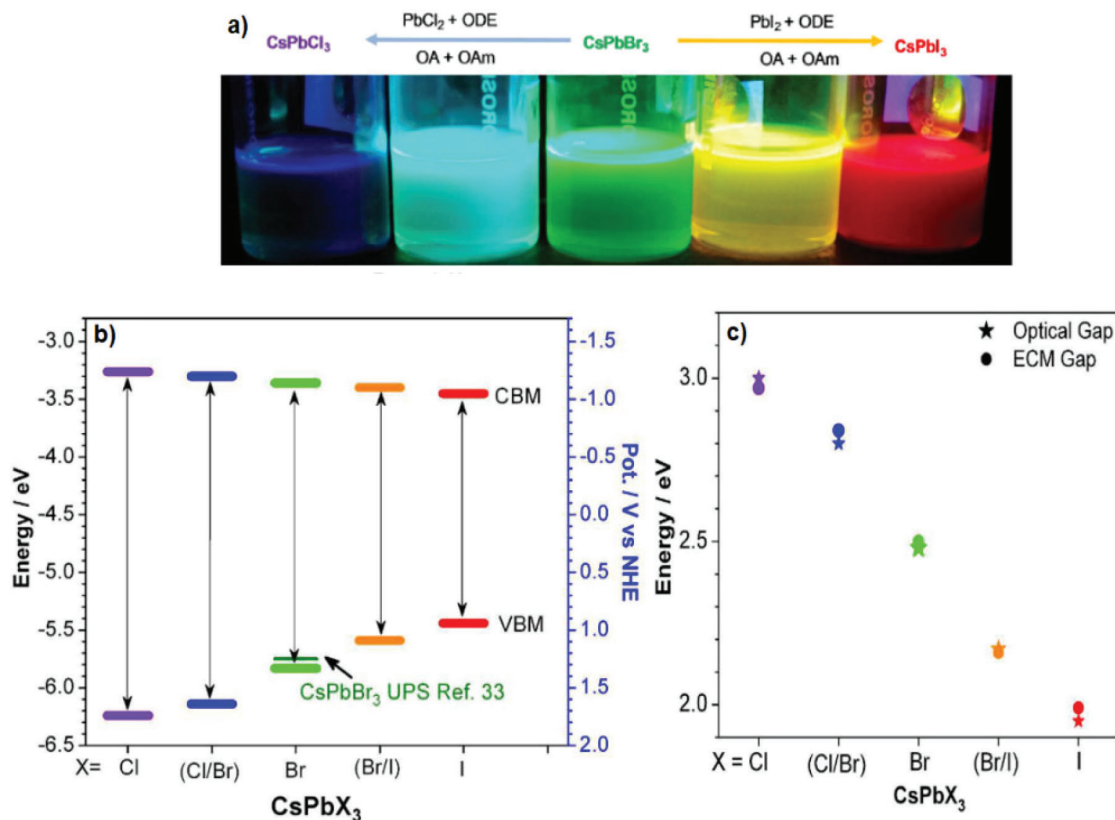 a)
PbCl₂ + ODE
PbI₂ + ODE
CsPbCl₃
CsPbBr₃
CsPbI₃
OA + OAm
OA + OAm
OROS
SORO
OROS
b)
-3.0
-3.5
-4.0
-4.5
-5.0
-5.5
-6.0
-6.5
Energy / eV
CBM
VBM
CsPbBr₃ UPS Ref. 33
-1.5
-1.0
-0.5
0.0
0.5
1.0
1.5
2.0
Pot. / V vs NHE
X= Cl (Cl/Br) Br (Br/I) I
CsPbX₃
c)
Optical Gap
ECM Gap
3.0
2.5
2.0
Energy / eV
X = Cl (Cl/Br) Br (Br/I) I
CsPbX₃